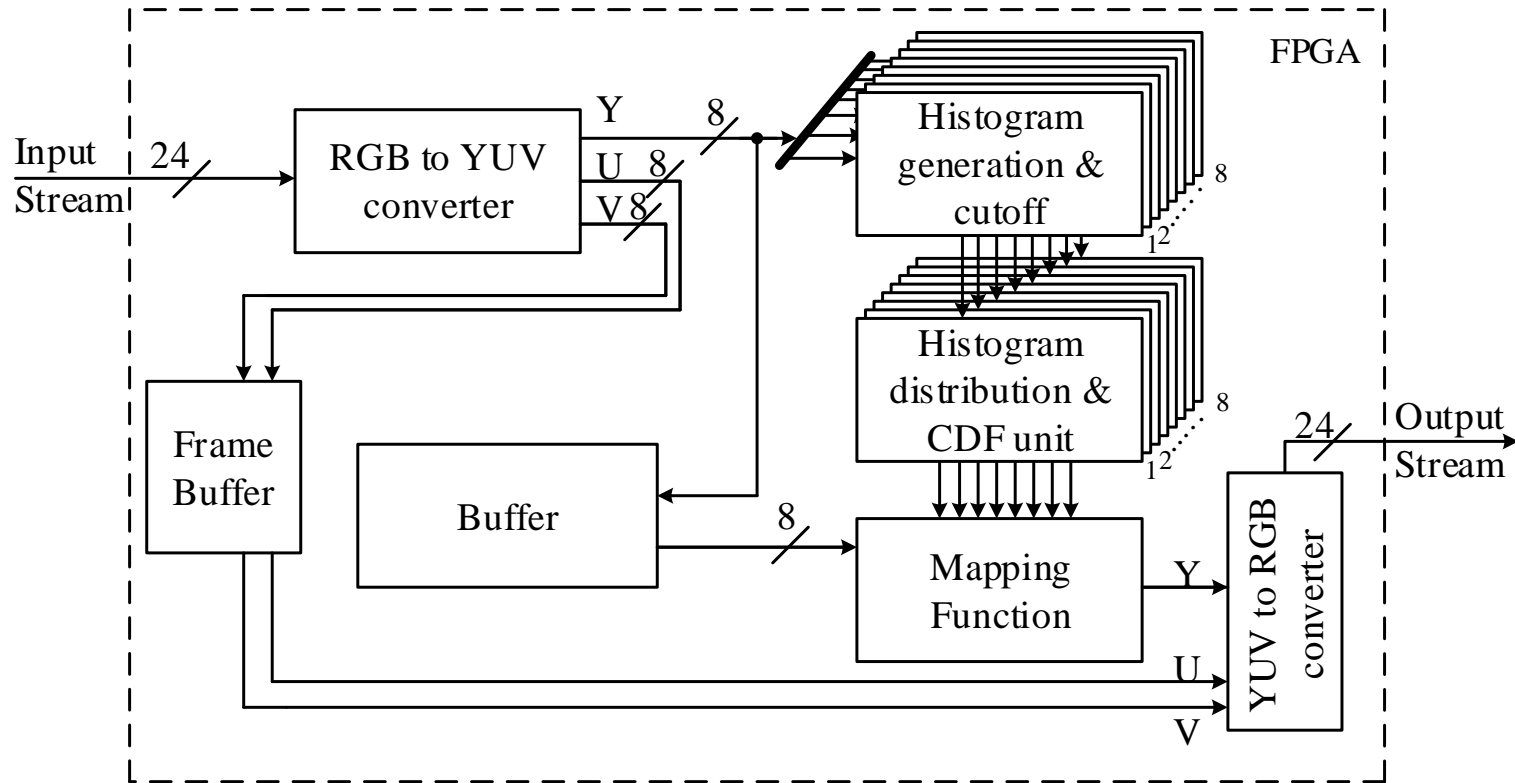 FPGA
Input
Stream
24
RGB to YUV
converter
Y
8
U
8
V
8
Histogram
generation &
cutoff
1 2 ...... 8
Histogram
distribution &
CDF unit
1 2 ...... 8
Frame
Buffer
Buffer
8
Mapping
Function
Y
U
V
YUV to RGB
converter
24
Output
Stream